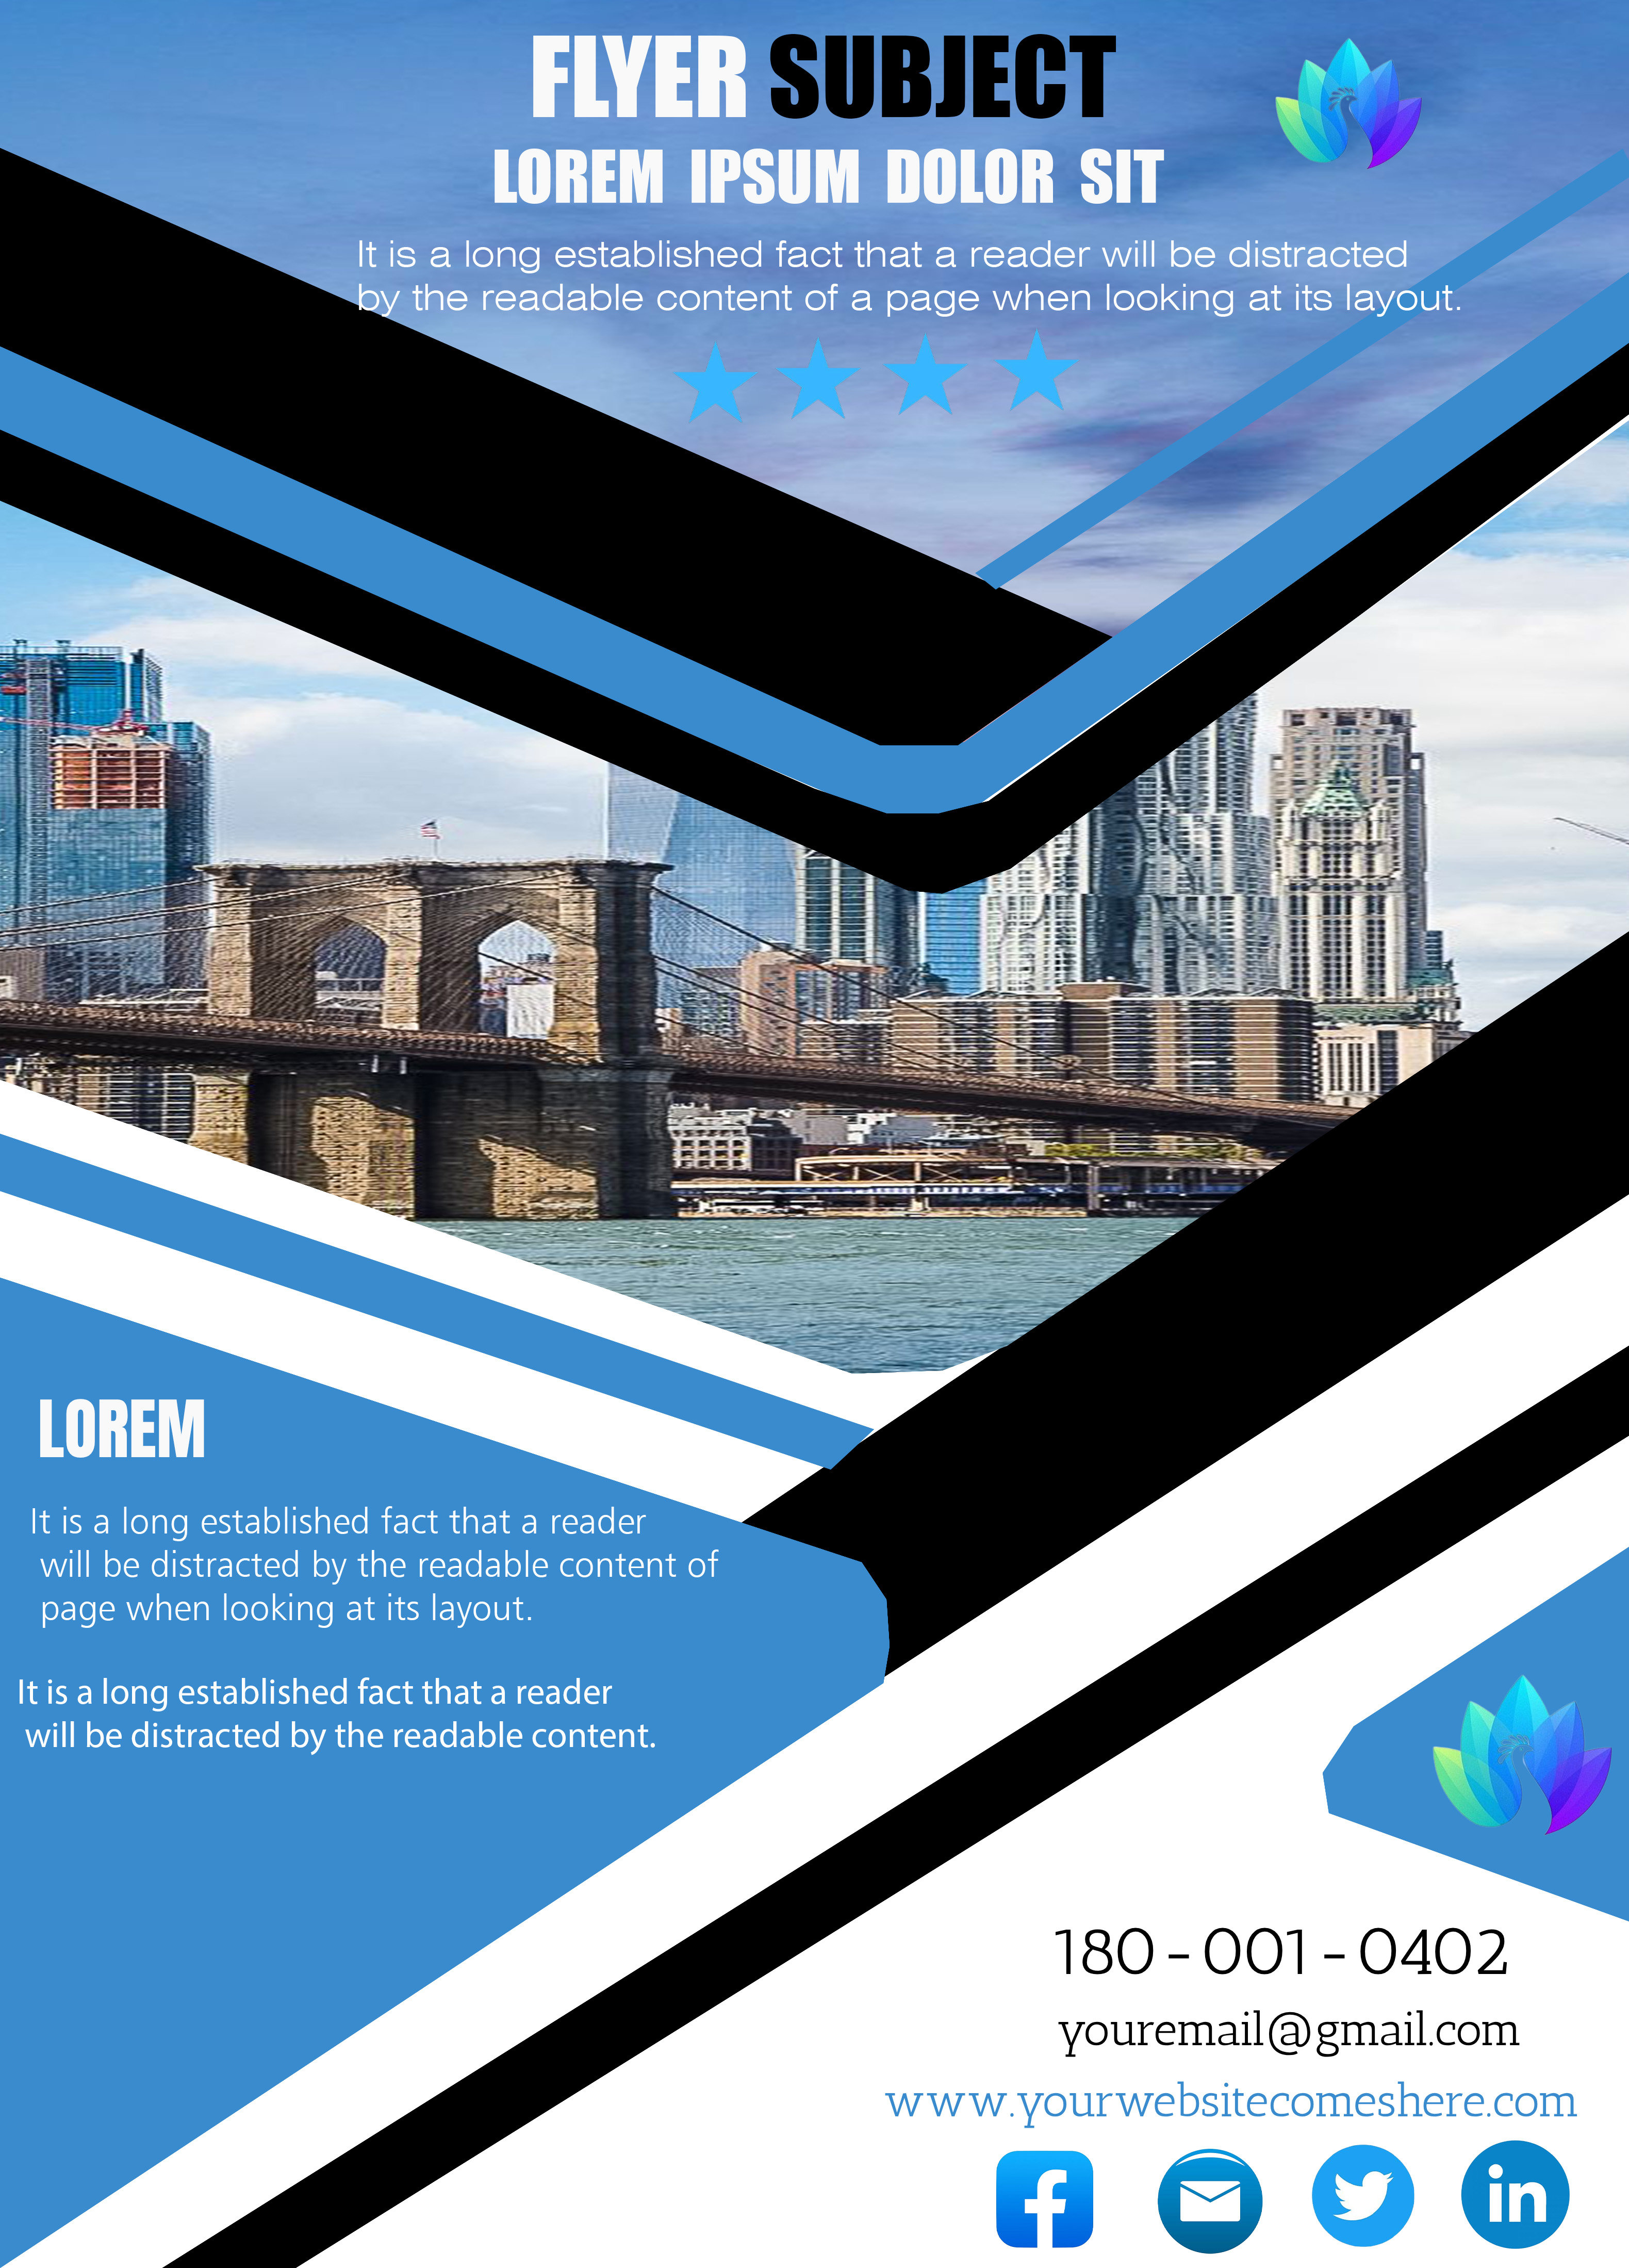 FLYER SUBJECT
LOREM IPSUM DOLOR SIT
It is a long established fact that a reader will be distracted
by the readable content of a page when looking at its layout.
LOREM
It is a long established fact that a reader
will be distracted by the readable content of
page when looking at its layout.
It is a long established fact that a reader
will be distracted by the readable content.
180-001-0402
youremail@gmail.com
www.yourwebsitecomeshere.com
f
in